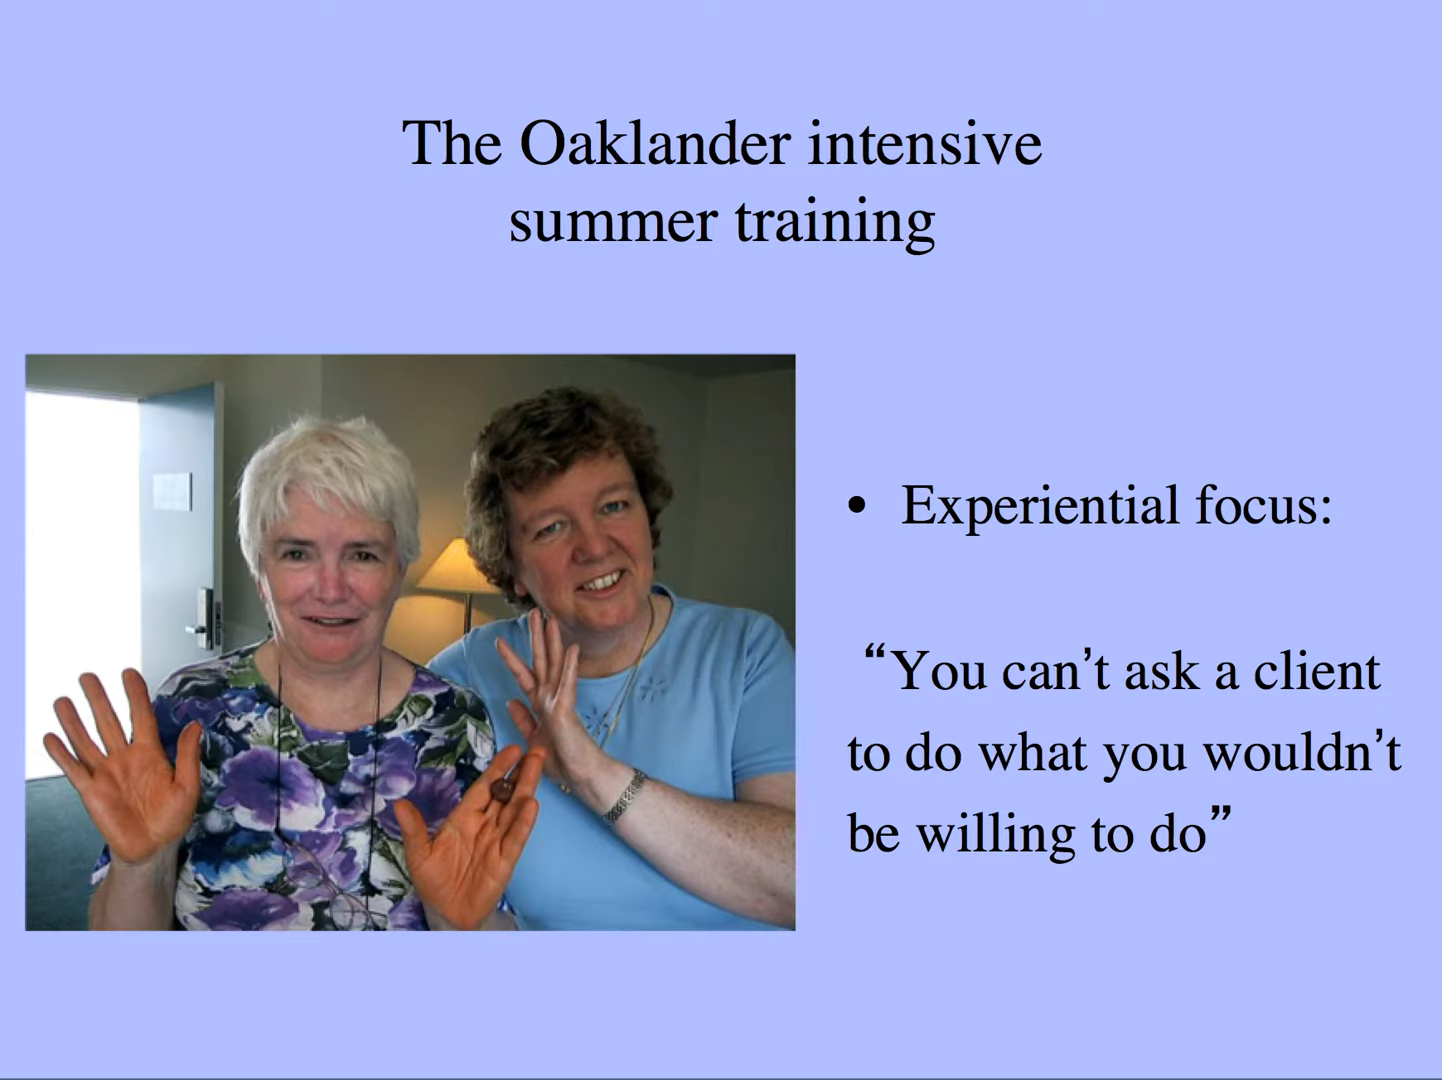 The Oaklander intensive
summer training
• Experiential focus:
“You can’t ask a client
to do what you wouldn’t
be willing to do”